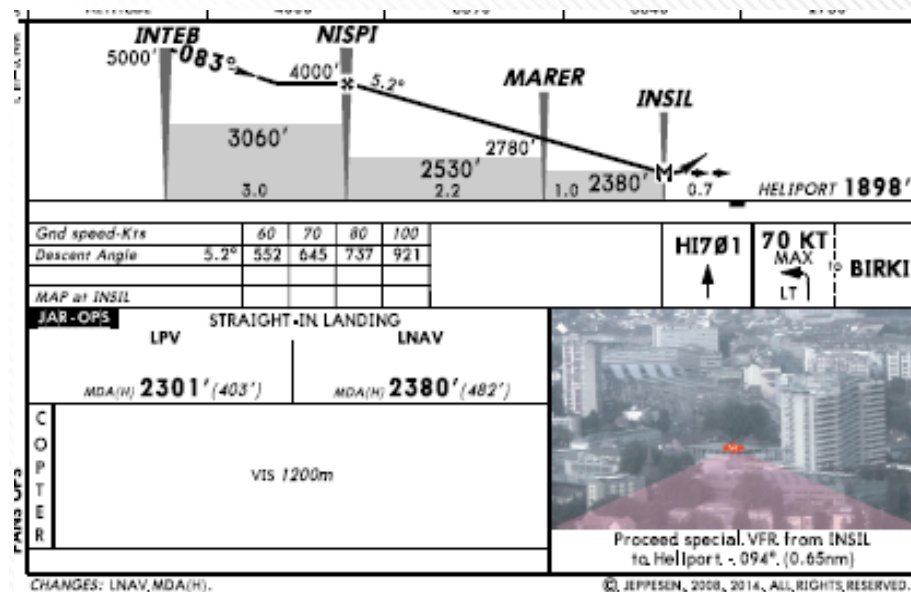 INTEB
NISPI
5000'
083°
4000'
5.2°
MARER
INSIL
3060'
2780'
2530'
2380'
M
3.0
2.2
1.0
0.7
HELIPORT 1898'
Gnd speed-Kts 60 70 80 100
Descent Angle 5.2° 552 645 737 921
MAP at INSIL
HI7Ø1
70 KT
MAX
LT
to
BIRKI
JAR-OPS
STRAIGHT-IN LANDING
LPV LNAV
MDA(H) 2301' (403') MDA(H) 2380' (482')
COPTER
VIS 1200m
PANS OPS
Proceed special VFR from INSIL
to Heliport - 094° (0.65nm)
CHANGES: LNAV MDA(H).
© JEPPESEN, 2008, 2014. ALL RIGHTS RESERVED.